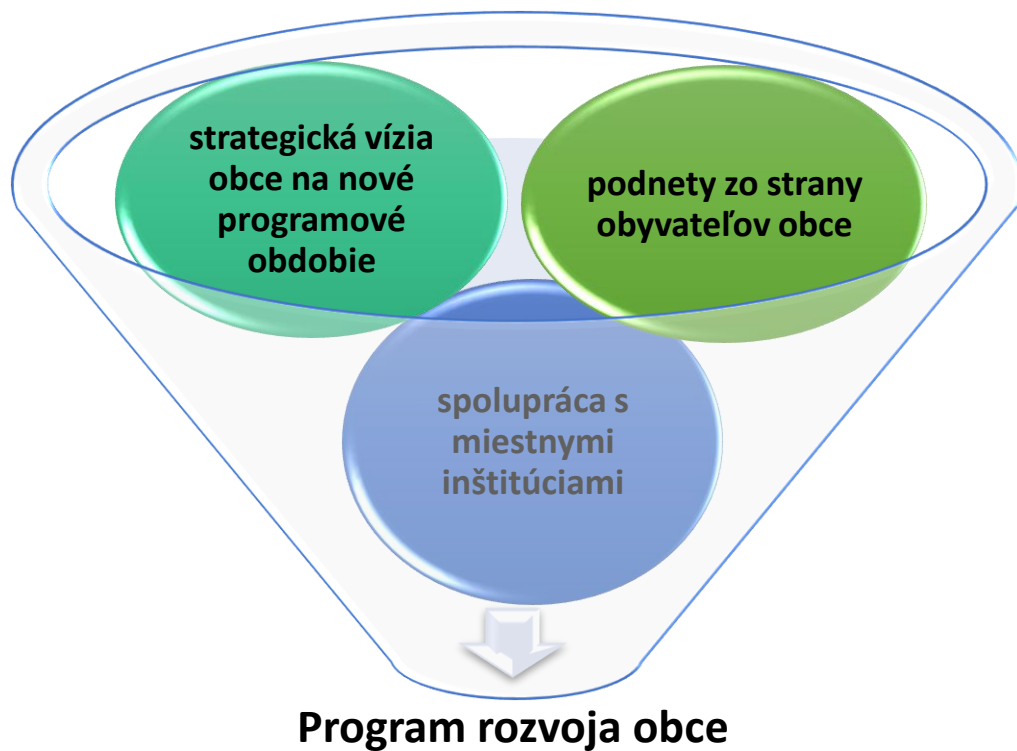 strategická vízia
obce na nové
programové
obdobie
podnety zo strany
obyvateľov obce
spolupráca s
miestnymi
inštitúciami
Program rozvoja obce